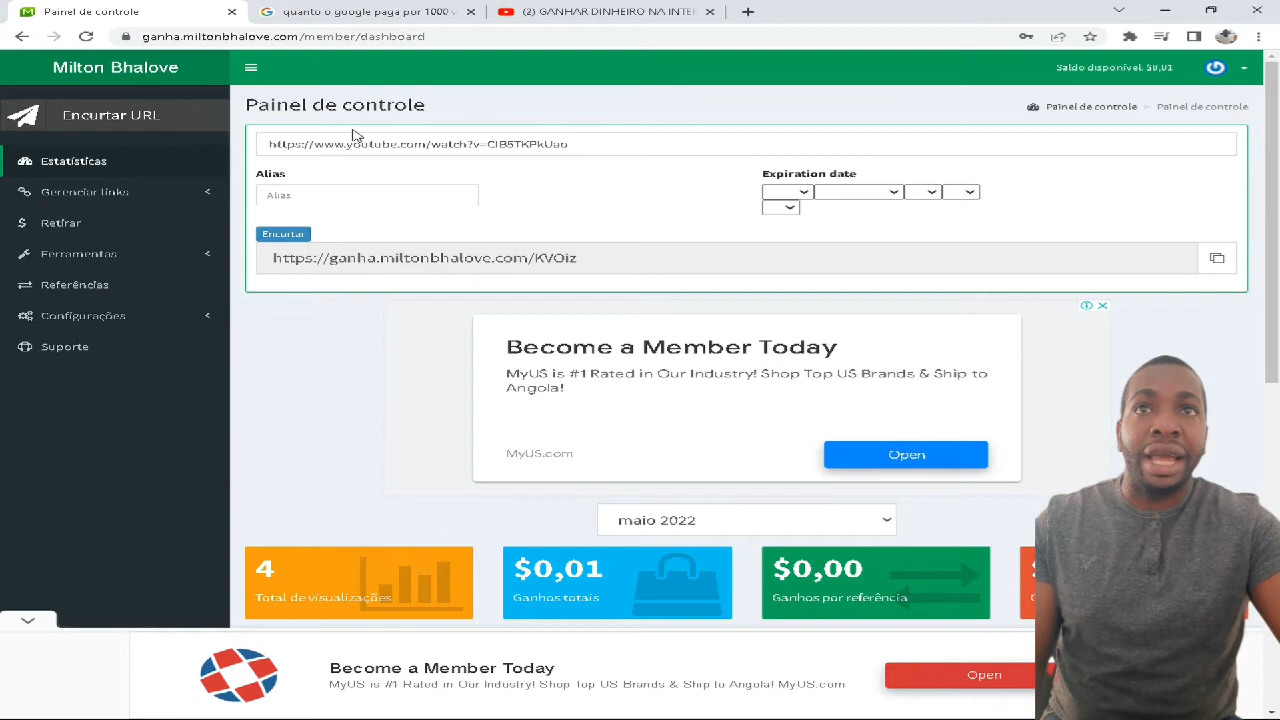 Painel de controle
quanto o google paga por 1000 v
(2) GANHAR DINHEIRO NA INTER
ganha.miltonbhalove.com/member/dashboard
Milton Bhalove
Saldo disponível: $0,01
Encurtar URL
Painel de controle
Painel de controle
Painel de controle
https://www.youtube.com/watch?v=CIB5TKPkUao
Estatísticas
Alias
Expiration date
Gerenciar links
Alias
Retirar
Encurtar
Ferramentas
https://ganha.miltonbhalove.com/KVOiz
Referências
Configurações
Suporte
Become a Member Today
MyUS is #1 Rated in Our Industry! Shop Top US Brands & Ship to
Angola!
MyUS.com
Open
maio 2022
4
Total de visualizações
$0,01
Ganhos totais
$0,00
Ganhos por referência
Become a Member Today
MyUS is #1 Rated in Our Industry! Shop Top US Brands & Ship to Angola! MyUS.com
Open